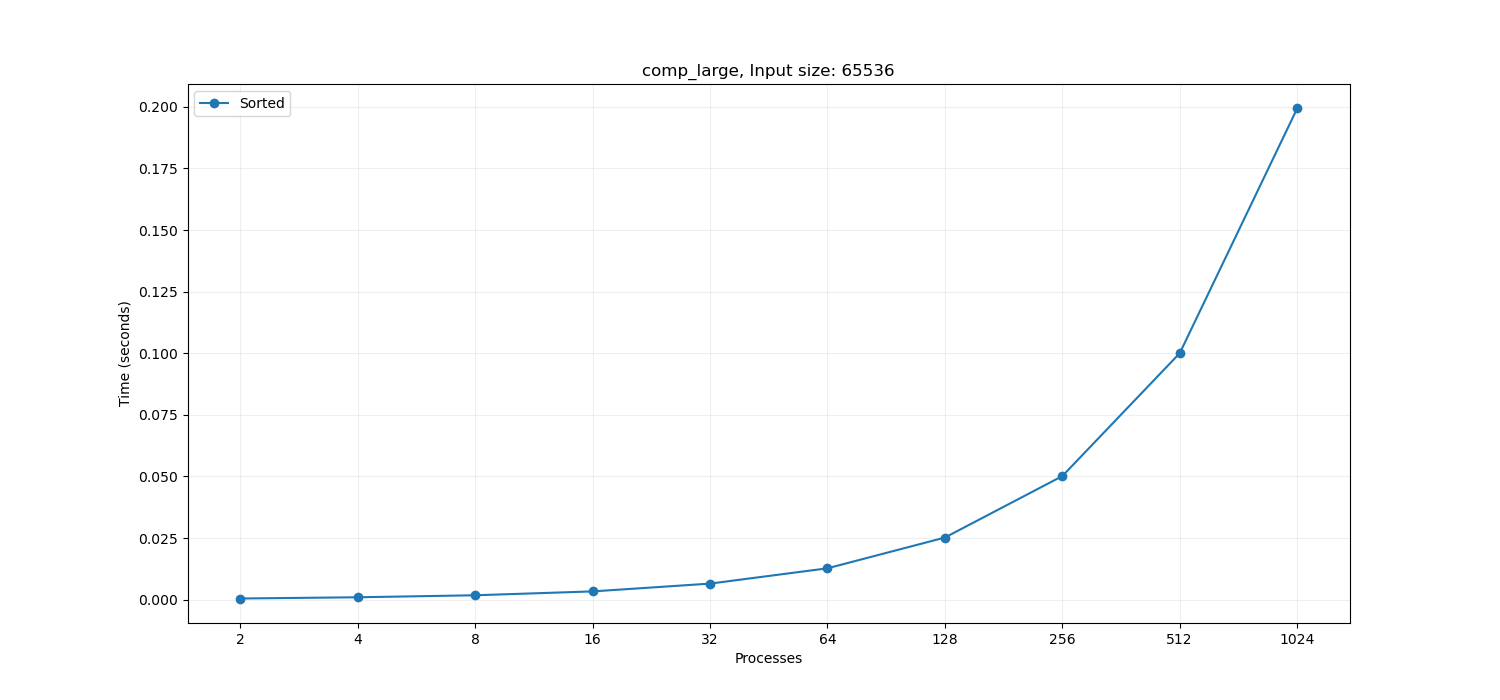 comp_large, Input size: 65536
Sorted
0.200
0.175
0.150
0.125
0.100
0.075
0.050
0.025
0.000
Time (seconds)
2 4 8 16 32 64 128 256 512 1024
Processes